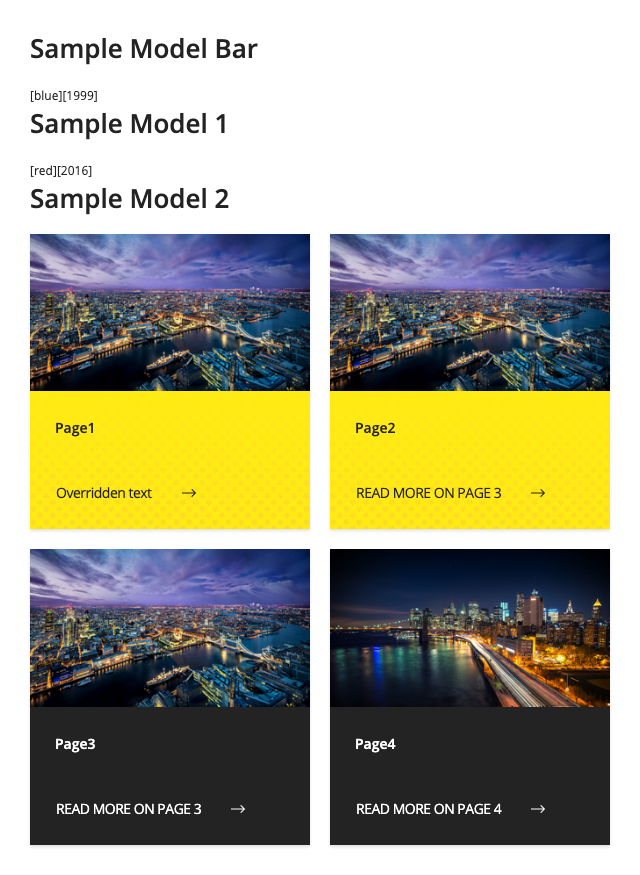 Sample Model Bar
[blue][1999]
Sample Model 1
[red][2016]
Sample Model 2
Page1
Overridden text
Page2
READ MORE ON PAGE 3
Page3
READ MORE ON PAGE 3
Page4
READ MORE ON PAGE 4